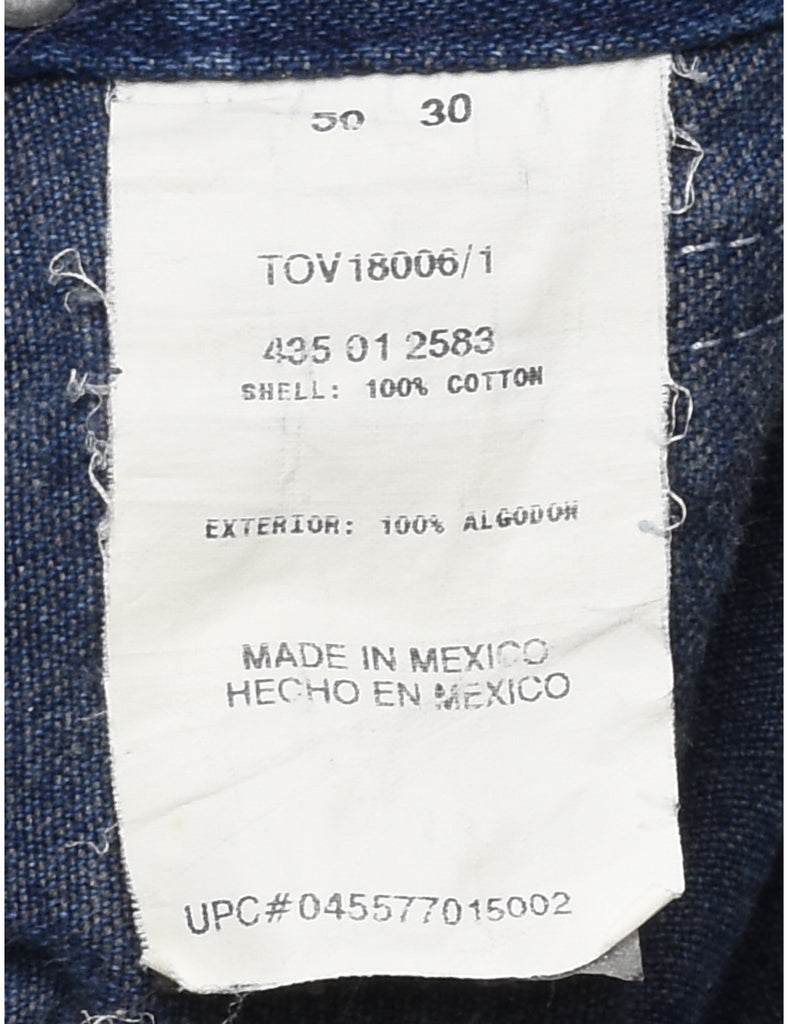 50 30
TOV18006/1
435 01 2583
SHELL: 100% COTTON
EXTERIOR: 100% ALGODON
MADE IN MEXICO
HECHO EN MEXICO
UPC#045577015002